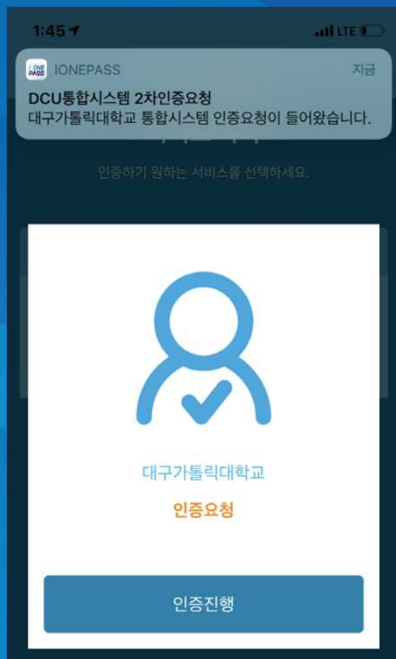 1:45
LTE
ONE PASS
IONEPASS
지금
DCU통합시스템 2차인증요청
대구가톨릭대학교 통합시스템 인증요청이 들어왔습니다.
인증하기 원하는 서비스를 선택하세요.
대구가톨릭대학교
인증요청
인증진행